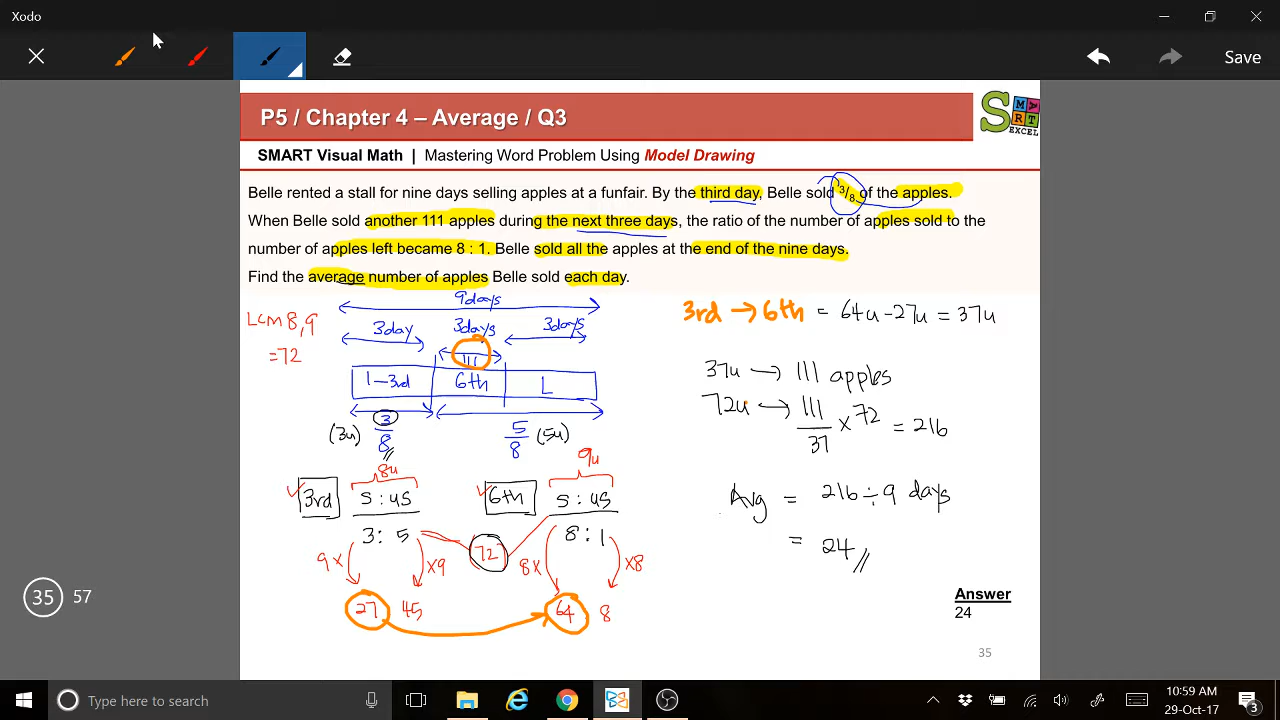 Xodo
Save
P5 / Chapter 4 – Average / Q3
S MART EXCEL
SMART Visual Math | Mastering Word Problem Using Model Drawing
Belle rented a stall for nine days selling apples at a funfair. By the third day, Belle sold 3/8 of the apples.
When Belle sold another 111 apples during the next three days, the ratio of the number of apples sold to the
number of apples left became 8 : 1. Belle sold all the apples at the end of the nine days.
Find the average number of apples Belle sold each day.
LCM 8,9
=72
9days
3day 3days 3days
111
1-3rd 6th L
(3u) 3/8 5/8 (5u)
8u 9u
3rd S : US 6th S : US
3 : 5 72 8 : 1
9x x9 8x x8
27 45 64 8
3rd → 6th = 64u - 27u = 37u
37u → 111 apples
72u → 111/37 x 72 = 216
Avg = 216 ÷ 9 days
= 24
Answer
24
35
35 57
Type here to search
10:59 AM
29-Oct-17
3